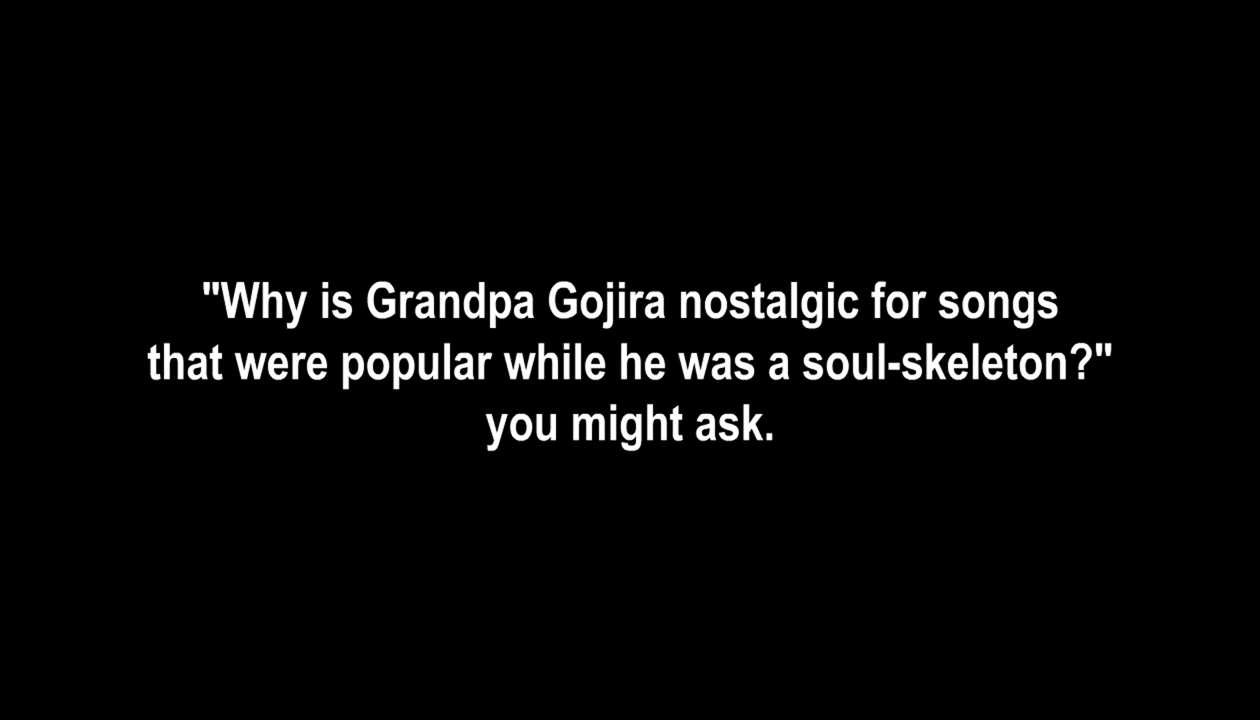 "Why is Grandpa Gojira nostalgic for songs
that were popular while he was a soul-skeleton?"
you might ask.